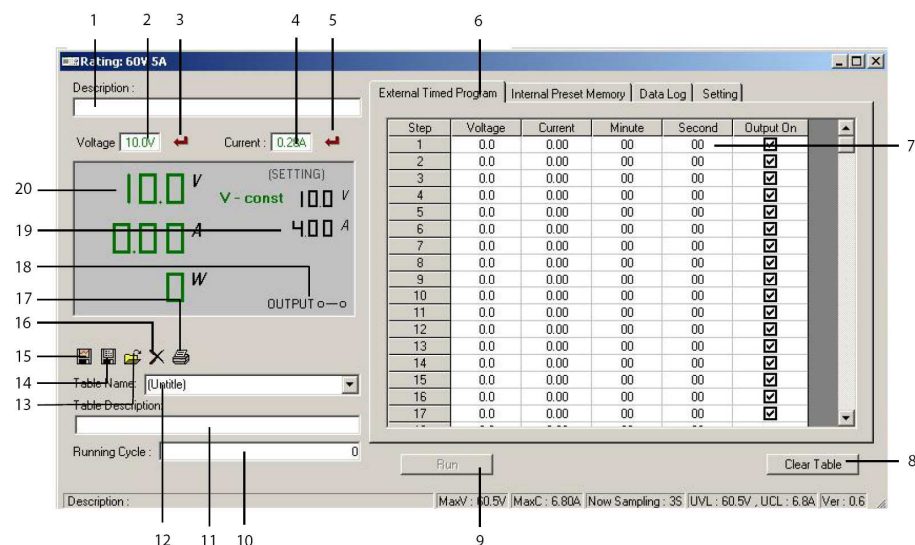 1 2 3 4 5 6
Rating: 60V 5A
Description :
Voltage 10.0V Current : 0.20A
External Timed Program Internal Preset Memory Data Log Setting
Step Voltage Current Minute Second Output On
1 0.0 0.00 00 00
2 0.0 0.00 00 00
3 0.0 0.00 00 00
4 0.0 0.00 00 00
5 0.0 0.00 00 00
6 0.0 0.00 00 00
7 0.0 0.00 00 00
8 0.0 0.00 00 00
9 0.0 0.00 00 00
10 0.0 0.00 00 00
11 0.0 0.00 00 00
12 0.0 0.00 00 00
13 0.0 0.00 00 00
14 0.0 0.00 00 00
15 0.0 0.00 00 00
16 0.0 0.00 00 00
17 0.0 0.00 00 00
7
20
10.0 V
(SETTING)
V - const 10.0 V
19
4.00 A
0.00 A
18
0 W
17
OUTPUT
16
15
14
13
Table Name: (Untitle)
Table Description:
Running Cycle : 0
Run
Clear Table
8
Description :
MaxV : 60.5V MaxC : 6.80A Now Sampling : 3S UVL : 60.5V , UCL : 6.8A Ver : 0.6
12 11 10 9